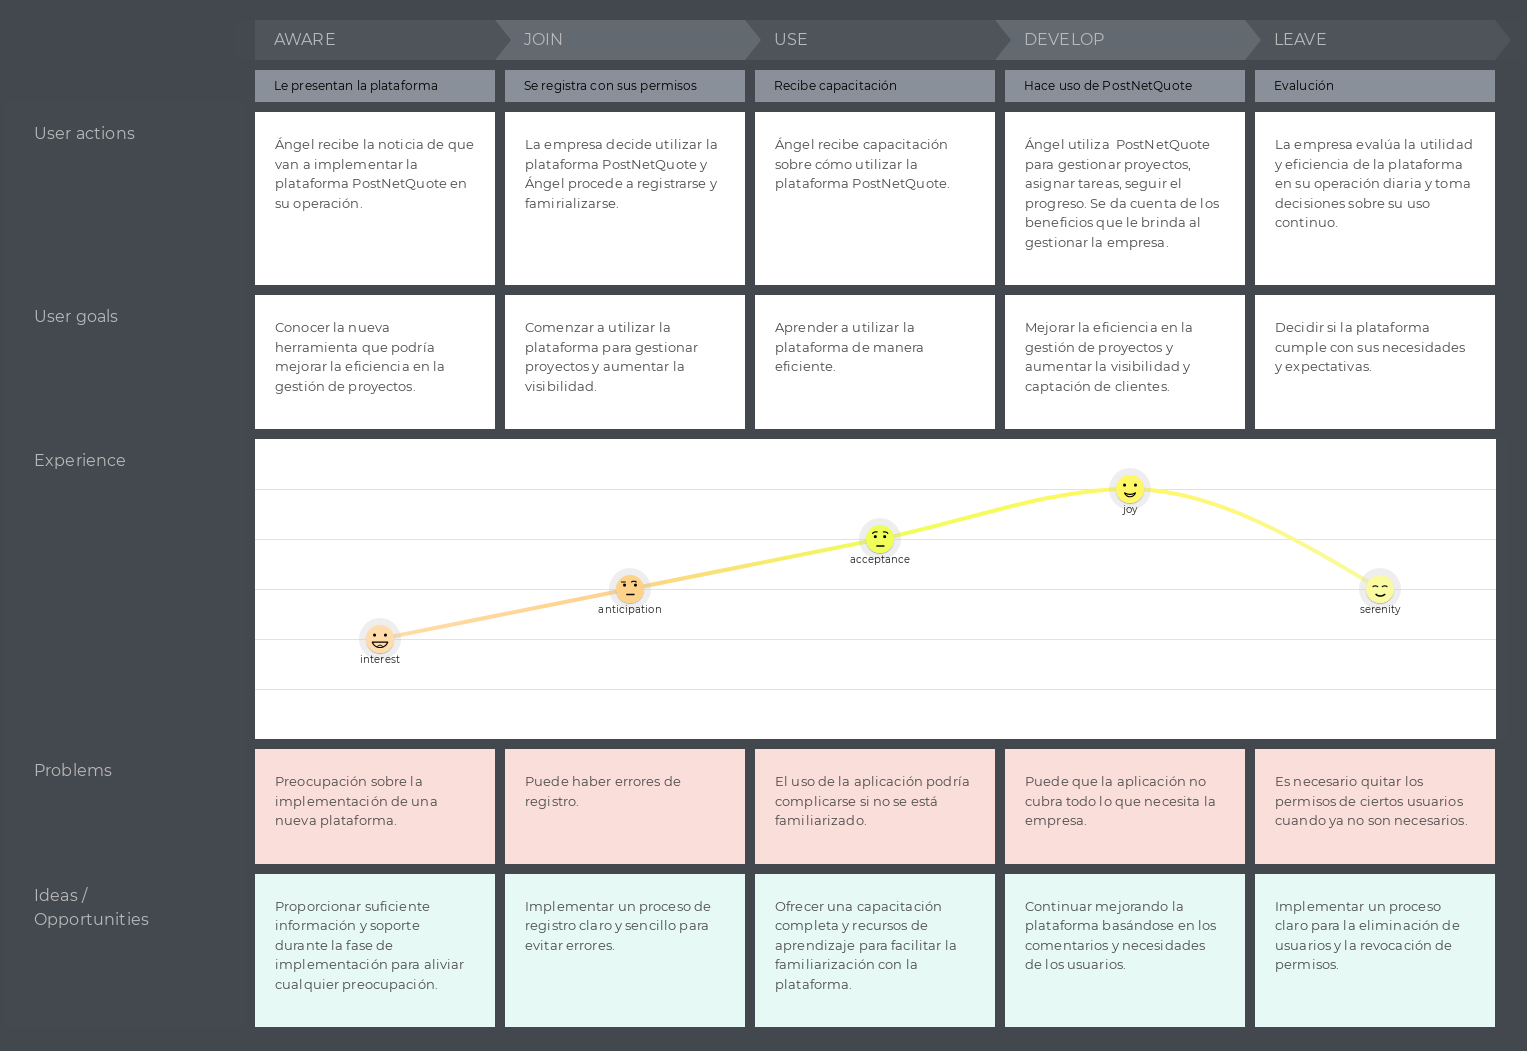 AWARE
JOIN
USE
DEVELOP
LEAVE
Le presentan la plataforma
Se registra con sus permisos
Recibe capacitación
Hace uso de PostNetQuote
Evalución
User actions
Ángel recibe la noticia de que
van a implementar la
plataforma PostNetQuote en
su operación.
La empresa decide utilizar la
plataforma PostNetQuote y
Ángel procede a registrarse y
famirializarse.
Ángel recibe capacitación
sobre cómo utilizar la
plataforma PostNetQuote.
Ángel utiliza  PostNetQuote
para gestionar proyectos,
asignar tareas, seguir el
progreso. Se da cuenta de los
beneficios que le brinda al
gestionar la empresa.
La empresa evalúa la utilidad
y eficiencia de la plataforma
en su operación diaria y toma
decisiones sobre su uso
continuo.
User goals
Conocer la nueva
herramienta que podría
mejorar la eficiencia en la
gestión de proyectos.
Comenzar a utilizar la
plataforma para gestionar
proyectos y aumentar la
visibilidad.
Aprender a utilizar la
plataforma de manera
eficiente.
Mejorar la eficiencia en la
gestión de proyectos y
aumentar la visibilidad y
captación de clientes.
Decidir si la plataforma
cumple con sus necesidades
y expectativas.
Experience
interest
anticipation
acceptance
joy
serenity
Problems
Preocupación sobre la
implementación de una
nueva plataforma.
Puede haber errores de
registro.
El uso de la aplicación podría
complicarse si no se está
familiarizado.
Puede que la aplicación no
cubra todo lo que necesita la
empresa.
Es necesario quitar los
permisos de ciertos usuarios
cuando ya no son necesarios.
Ideas /
Opportunities
Proporcionar suficiente
información y soporte
durante la fase de
implementación para aliviar
cualquier preocupación.
Implementar un proceso de
registro claro y sencillo para
evitar errores.
Ofrecer una capacitación
completa y recursos de
aprendizaje para facilitar la
familiarización con la
plataforma.
Continuar mejorando la
plataforma basándose en los
comentarios y necesidades
de los usuarios.
Implementar un proceso
claro para la eliminación de
usuarios y la revocación de
permisos.